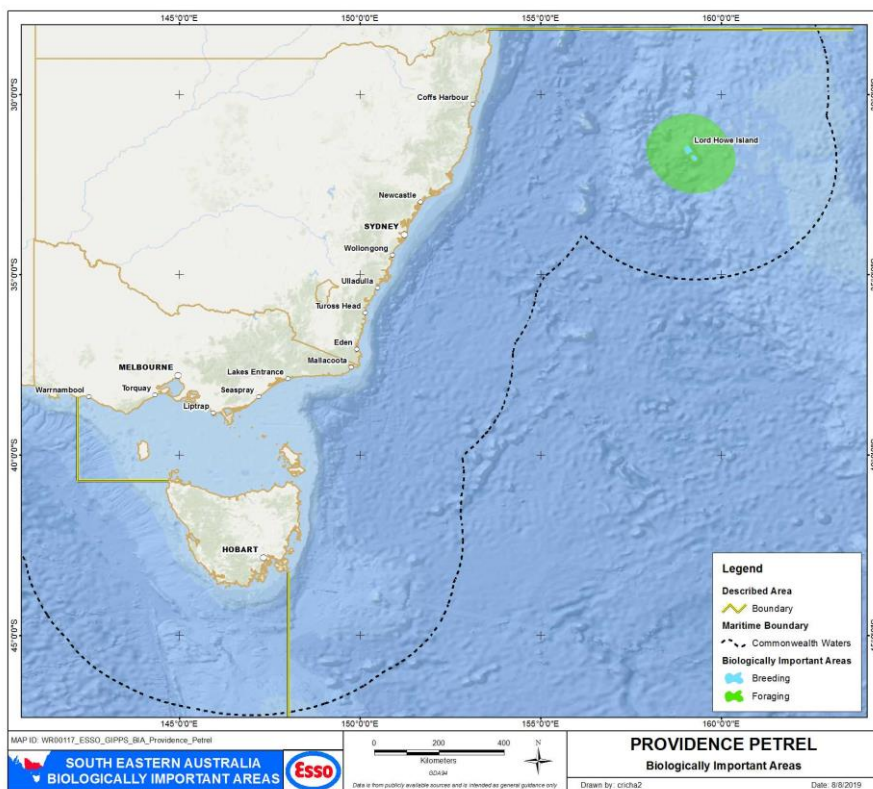 145°0'0"E 150°0'0"E 155°0'0"E 160°0'0"E
30°0'0"S
35°0'0"S
40°0'0"S
45°0'0"S
Coffs Harbour
Lord Howe Island
Newcastle
SYDNEY
Wollongong
Ulladulla
Tuross Head
Eden
MELBOURNE
Mallacoota
Lakes Entrance
Warrnambool
Torquay
Seaspray
Liptrap
HOBART
Legend
Described Area
Boundary
Maritime Boundary
Commonwealth Waters
Biologically Important Areas
Breeding
Foraging
145°0'0"E 150°0'0"E 155°0'0"E 160°0'0"E
MAP ID: WR00117_ESSO_GIPPS_BIA_Providence_Petrel
SOUTH EASTERN AUSTRALIA
BIOLOGICALLY IMPORTANT AREAS
Esso
0 200 400
Kilometers
GDA94
N
Data is from publicly available sources and is intended as general guidance only
PROVIDENCE PETREL
Biologically Important Areas
Drawn by: cricha2 Date: 8/8/2019